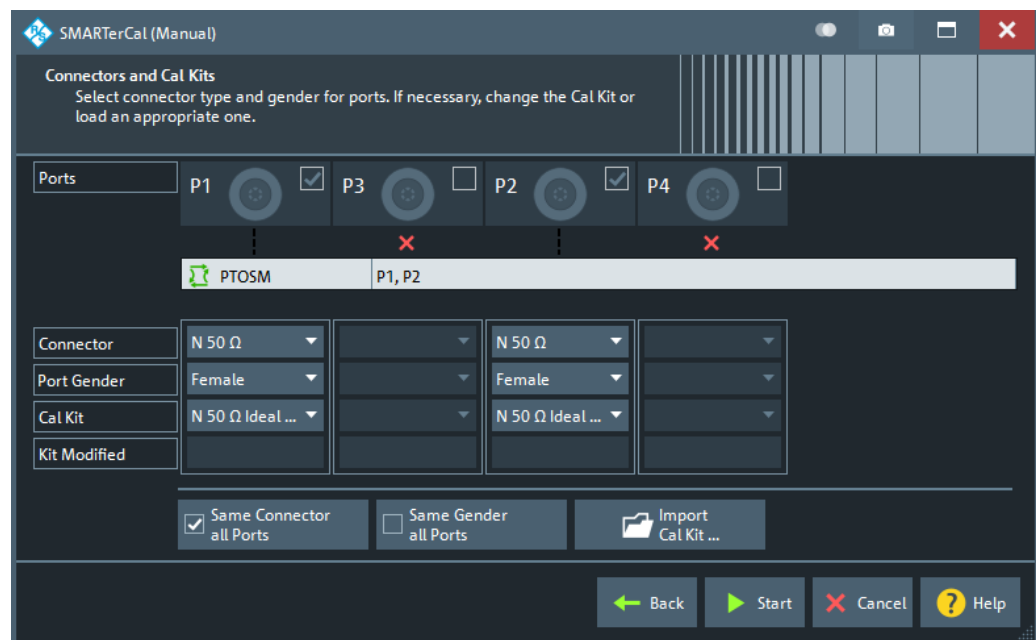 SMARTerCal (Manual)
Connectors and Cal Kits
Select connector type and gender for ports. If necessary, change the Cal Kit or
load an appropriate one.
Ports
P1
P3
P2
P4
PTOSM
P1, P2
Connector
N 50 Ω
N 50 Ω
Port Gender
Female
Female
Cal Kit
N 50 Ω Ideal ...
N 50 Ω Ideal ...
Kit Modified
Same Connector
all Ports
Same Gender
all Ports
Import
Cal Kit ...
Back
Start
Cancel
? Help